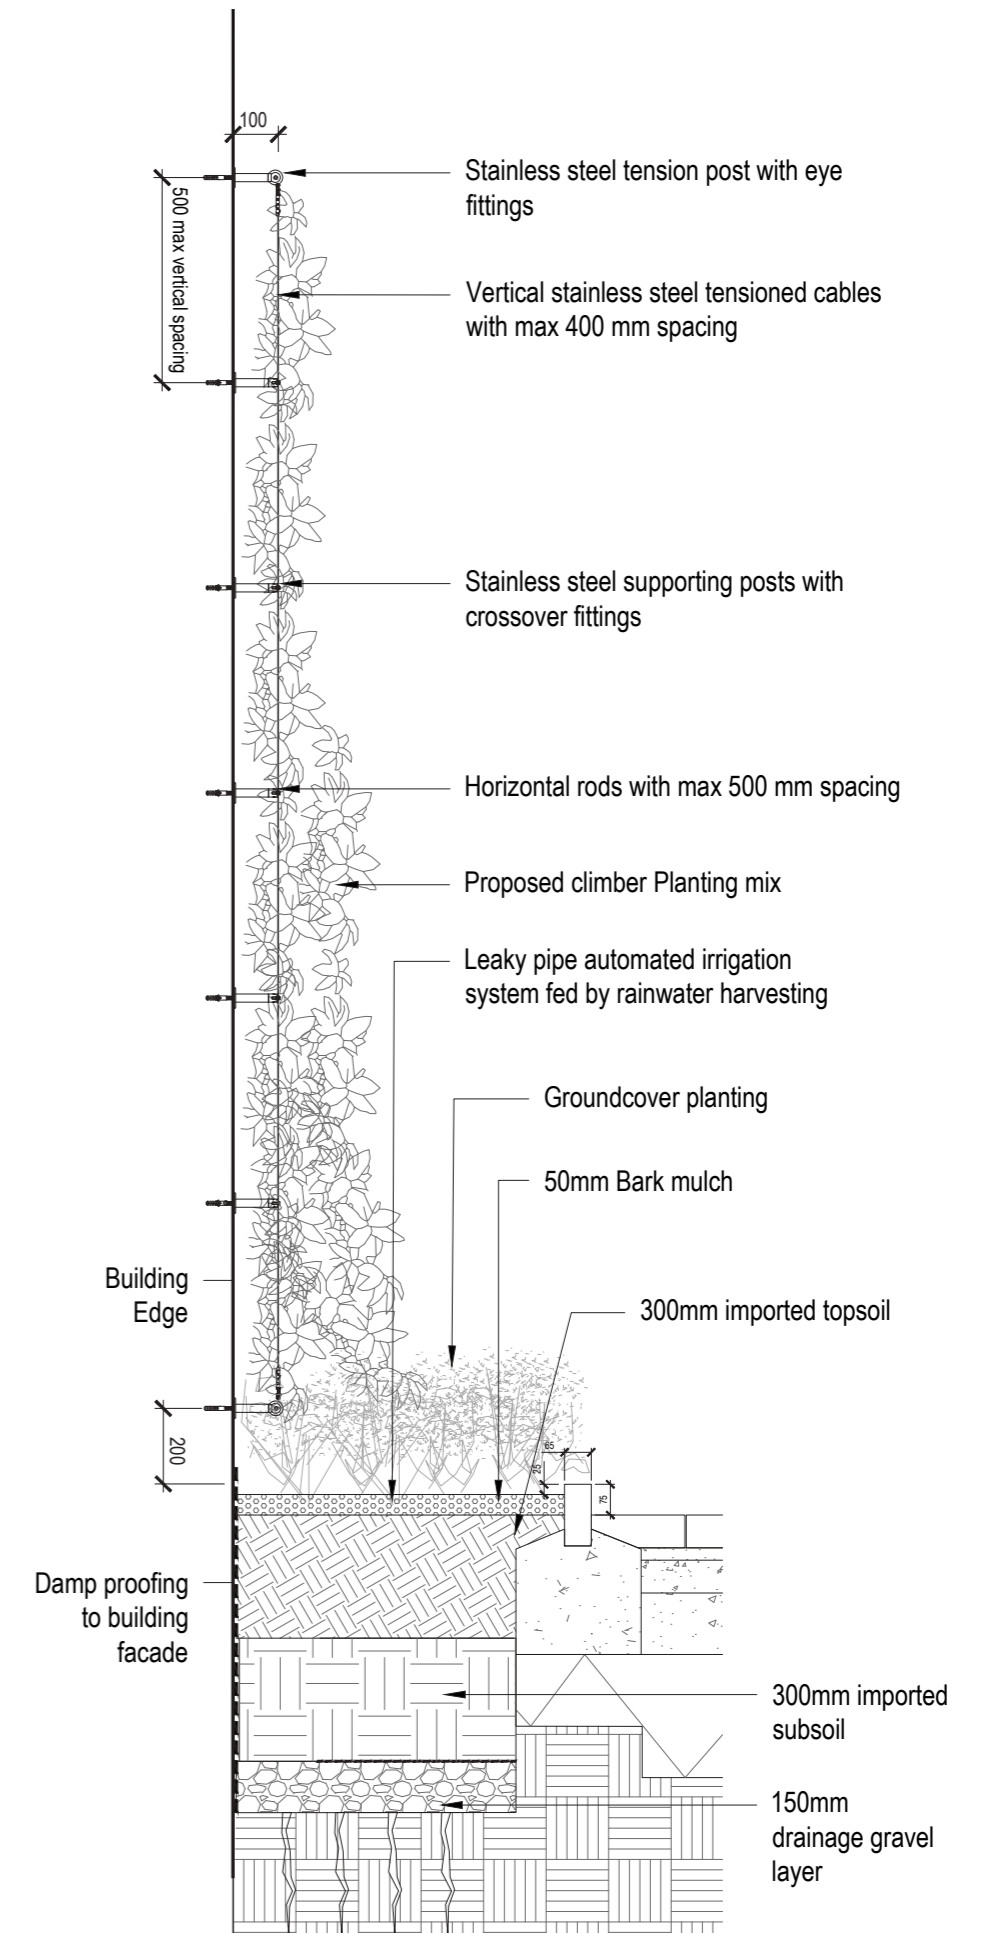 100
Stainless steel tension post with eye
fittings
500 max vertical spacing
Vertical stainless steel tensioned cables
with max 400 mm spacing
Stainless steel supporting posts with
crossover fittings
Horizontal rods with max 500 mm spacing
Proposed climber Planting mix
Leaky pipe automated irrigation
system fed by rainwater harvesting
Groundcover planting
50mm Bark mulch
Building
Edge
300mm imported topsoil
200
65
25
75
Damp proofing
to building
facade
300mm imported
subsoil
150mm
drainage gravel
layer